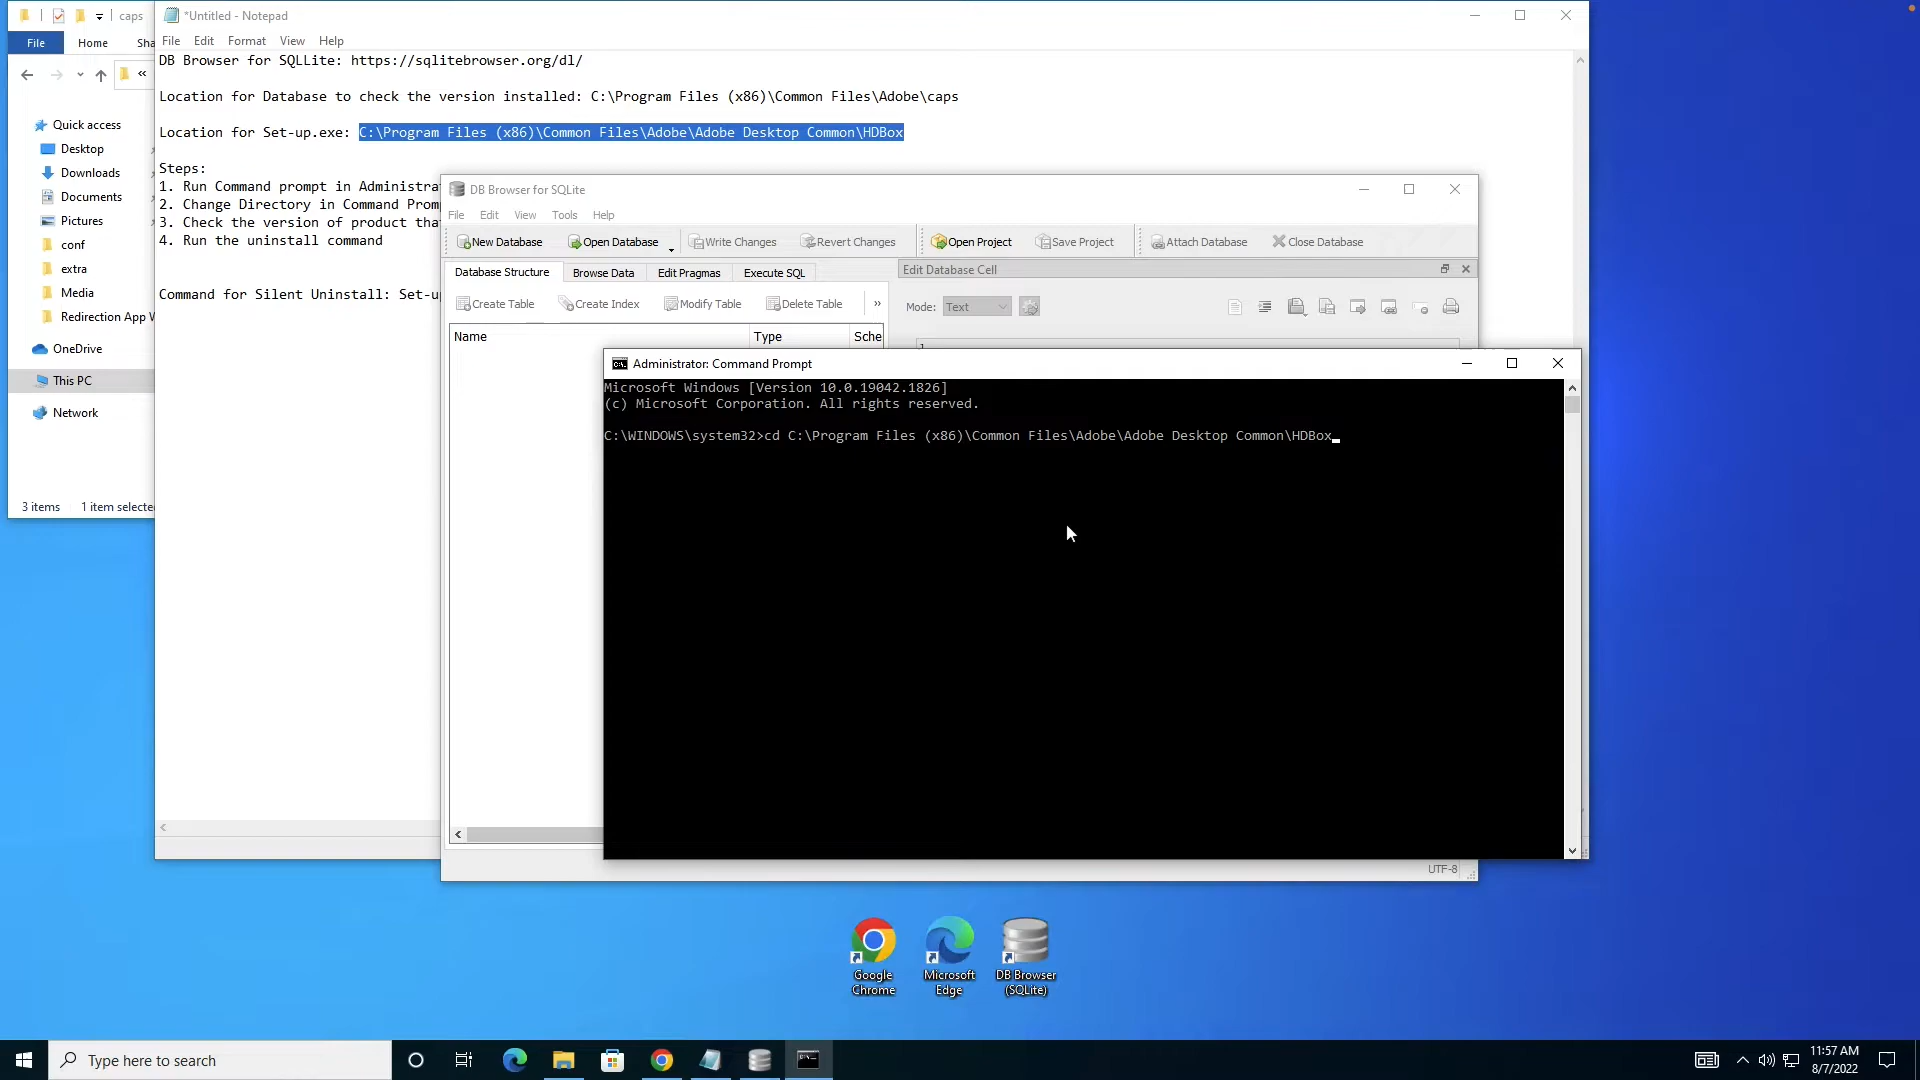 caps
File
Home
Sha
«
Quick access
Desktop
Downloads
Documents
Pictures
conf
extra
Media
Redirection App W
OneDrive
This PC
Network
3 items 1 item selecte
*Untitled - Notepad
File Edit Format View Help
DB Browser for SQLLite: https://sqlitebrowser.org/dl/
Location for Database to check the version installed: C:\Program Files (x86)\Common Files\Adobe\caps
Location for Set-up.exe: C:\Program Files (x86)\Common Files\Adobe\Adobe Desktop Common\HDBox
Steps:
1. Run Command prompt in Administra
2. Change Directory in Command Prom
3. Check the version of product tha
4. Run the uninstall command
Command for Silent Uninstall: Set-u
DB Browser for SQLite
File Edit View Tools Help
New Database Open Database Write Changes Revert Changes Open Project Save Project Attach Database Close Database
Database Structure Browse Data Edit Pragmas Execute SQL
Create Table Create Index Modify Table Delete Table »
Name Type Sche
Edit Database Cell
Mode: Text
1
UTF-8
Administrator: Command Prompt
Microsoft Windows [Version 10.0.19042.1826]
(c) Microsoft Corporation. All rights reserved.
C:\WINDOWS\system32>cd C:\Program Files (x86)\Common Files\Adobe\Adobe Desktop Common\HDBox
Google
Chrome
Microsoft
Edge
DB Browser
(SQLite)
Type here to search
11:57 AM
8/7/2022